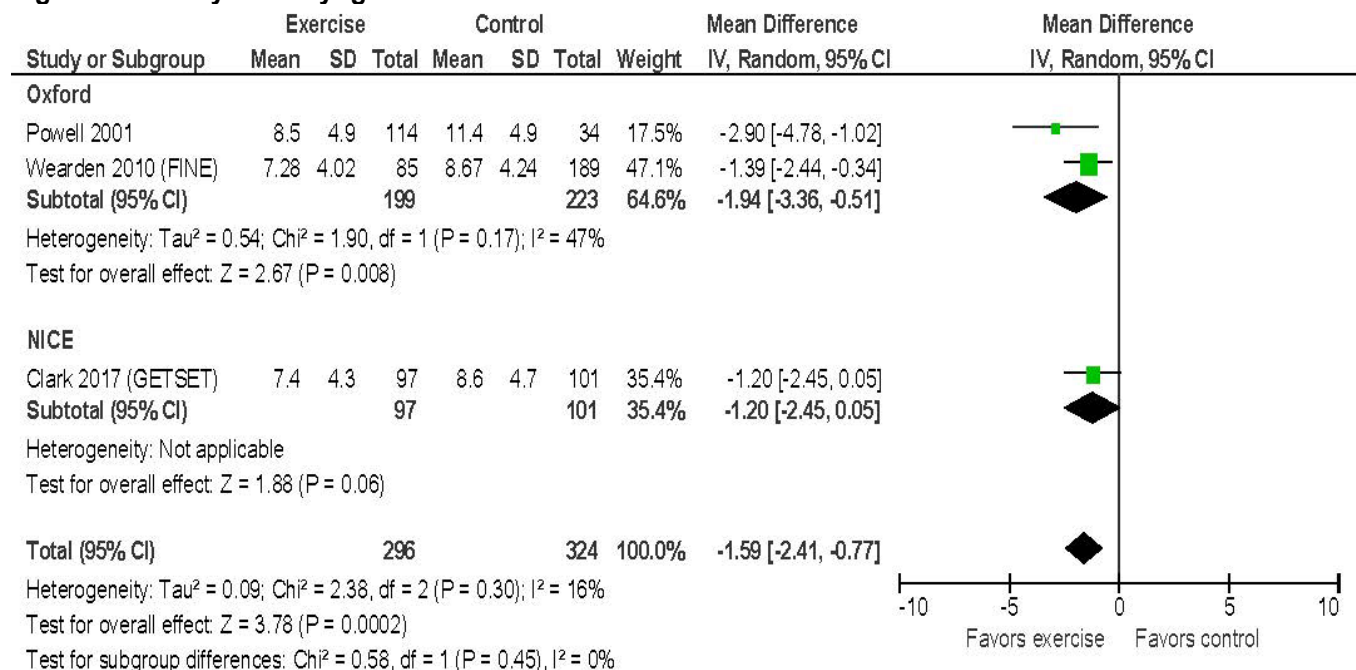 Exercise Control Mean Difference Mean Difference
Study or Subgroup Mean SD Total Mean SD Total Weight IV, Random, 95% CI IV, Random, 95% CI
Oxford
Powell 2001 8.5 4.9 114 11.4 4.9 34 17.5% -2.90 [-4.78, -1.02]
Wearden 2010 (FINE) 7.28 4.02 85 8.67 4.24 189 47.1% -1.39 [-2.44, -0.34]
Subtotal (95% CI) 199 223 64.6% -1.94 [-3.36, -0.51]
Heterogeneity: Tau² = 0.54; Chi² = 1.90, df = 1 (P = 0.17); I² = 47%
Test for overall effect: Z = 2.67 (P = 0.008)
NICE
Clark 2017 (GETSET) 7.4 4.3 97 8.6 4.7 101 35.4% -1.20 [-2.45, 0.05]
Subtotal (95% CI) 97 101 35.4% -1.20 [-2.45, 0.05]
Heterogeneity: Not applicable
Test for overall effect: Z = 1.88 (P = 0.06)
Total (95% CI) 296 324 100.0% -1.59 [-2.41, -0.77]
Heterogeneity: Tau² = 0.09; Chi² = 2.38, df = 2 (P = 0.30); I² = 16%
Test for overall effect: Z = 3.78 (P = 0.0002)
Test for subgroup differences: Chi² = 0.58, df = 1 (P = 0.45), I² = 0%
-10 -5 0 5 10
Favors exercise Favors control